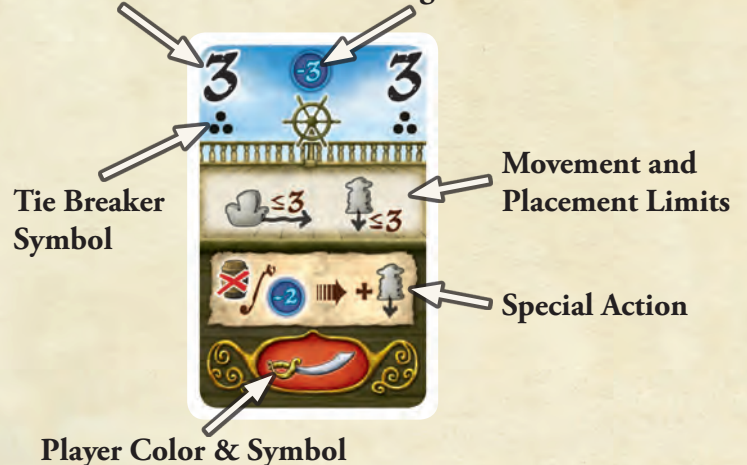 3 -3 3
≤3 ≤3
Movement and
Placement Limits
Tie Breaker
Symbol
-2 +
Special Action
Player Color & Symbol